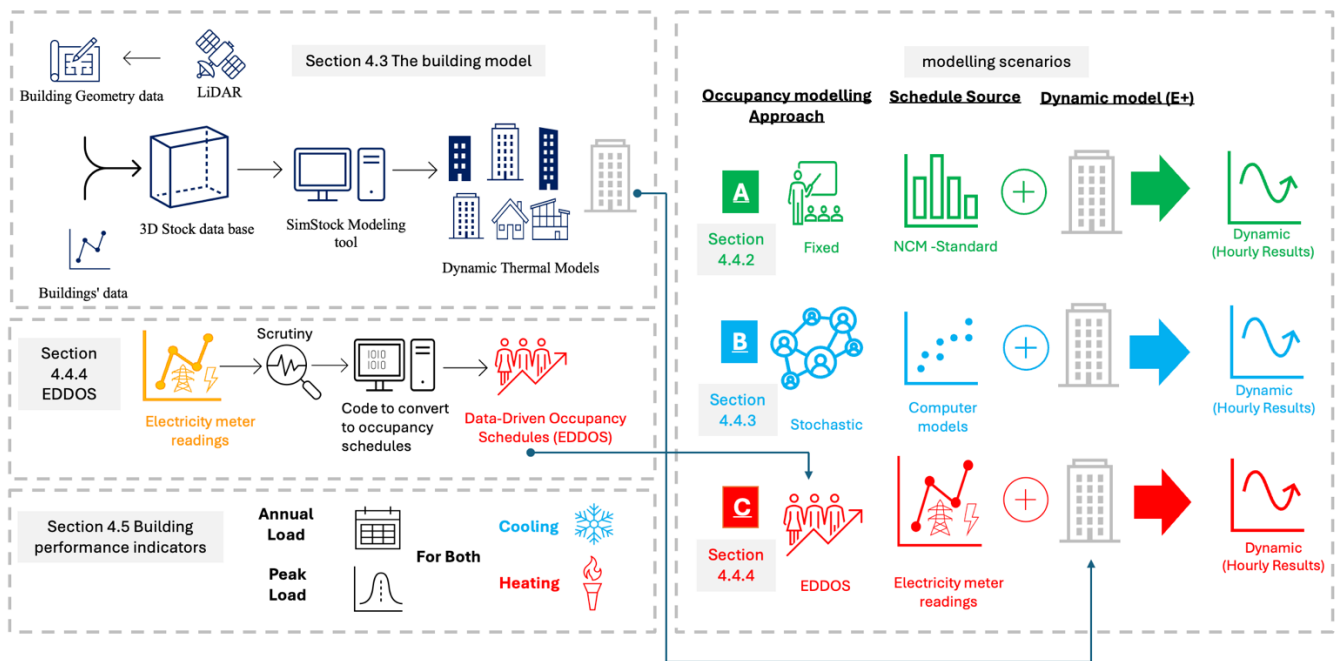 Section 4.3 The building model
Building Geometry data
LiDAR
3D Stock data base
SimStock Modeling
tool
Dynamic Thermal Models
Buildings' data
Section
4.4.4
EDDOS
Scrutiny
1010
1010
Electricity meter
readings
Code to convert
to occupancy
schedules
Data-Driven Occupancy
Schedules (EDDOS)
Section 4.5 Building
performance indicators
Annual
Load
Peak
Load
For Both
Cooling
Heating
modelling scenarios
Occupancy modelling
Approach
Schedule Source
Dynamic model (E+)
A
Section
4.4.2
Fixed
NCM -Standard
Dynamic
(Hourly Results)
B
Section
4.4.3
Stochastic
Computer
models
Dynamic
(Hourly Results)
C
Section
4.4.4
EDDOS
Electricity meter
readings
Dynamic
(Hourly Results)